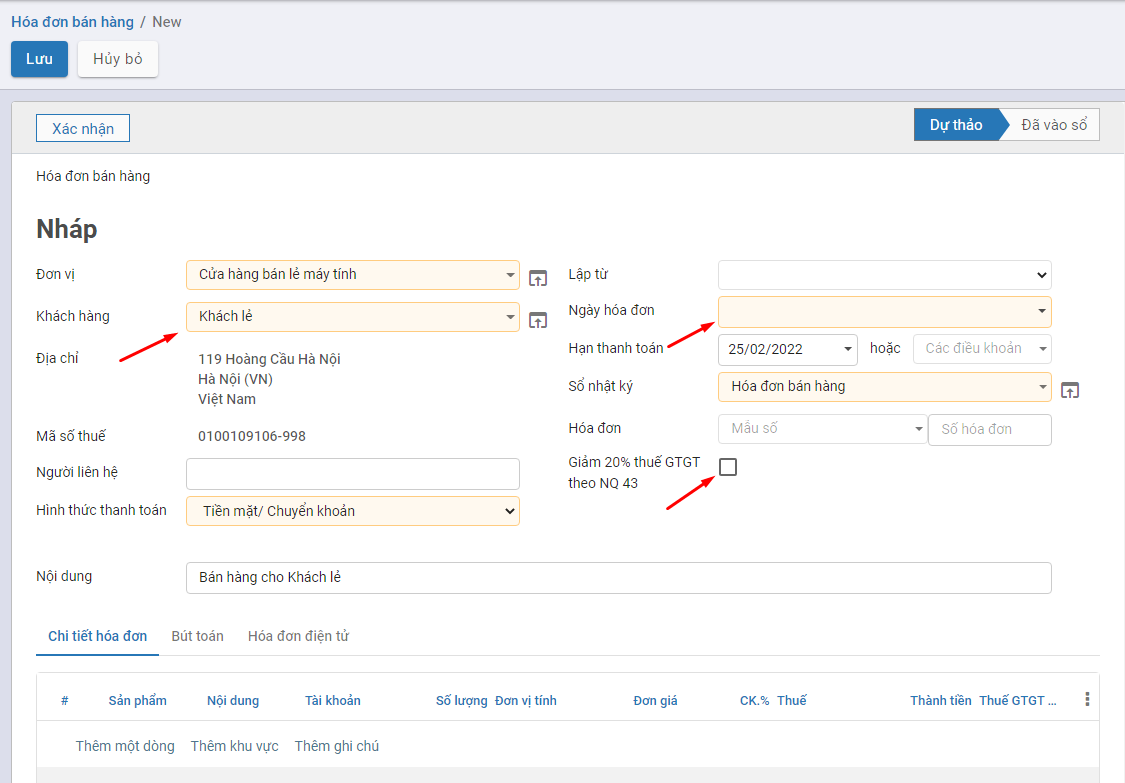 Hóa đơn bán hàng / New
Lưu
Hủy bỏ
Xác nhận
Dự thảo
Đã vào sổ
Hóa đơn bán hàng
Nháp
Đơn vị
Cửa hàng bán lẻ máy tính
Khách hàng
Khách lẻ
Địa chỉ
119 Hoàng Cầu Hà Nội
Hà Nội (VN)
Việt Nam
Mã số thuế
0100109106-998
Người liên hệ
Hình thức thanh toán
Tiền mặt/ Chuyển khoản
Lập từ
Ngày hóa đơn
Hạn thanh toán
25/02/2022
hoặc
Các điều khoản
Sổ nhật ký
Hóa đơn bán hàng
Hóa đơn
Mẫu số
Số hóa đơn
Giảm 20% thuế GTGT
theo NQ 43
Nội dung
Bán hàng cho Khách lẻ
Chi tiết hóa đơn
Bút toán
Hóa đơn điện tử
# Sản phẩm Nội dung Tài khoản Số lượng Đơn vị tính Đơn giá CK.% Thuế Thành tiền Thuế GTGT ...
Thêm một dòng Thêm khu vực Thêm ghi chú